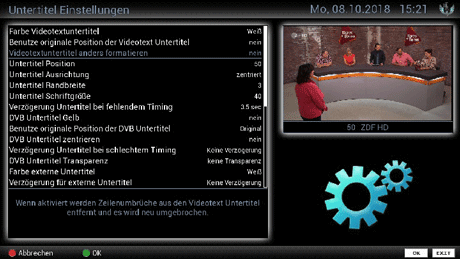 Untertitel Einstellungen
Mo, 08.10.2018 15:21
Farbe Videotextuntertitel Weiß
Benutze originale Position der Videotext Untertitel nein
Videotextuntertitel anders formatieren nein
Untertitel Position 50
Untertitel Ausrichtung zentriert
Untertitel Randbreite 3
Untertitel Schriftgröße 40
Verzögerung Untertitel bei fehlendem Timing 3.5 sec
DVB Untertitel Gelb nein
Benutze originale Position der DVB Untertitel Original
DVB Untertitel zentrieren nein
Verzögerung Untertitel bei schlechtem Timing Keine Verzögerung
DVB Untertitel Transparenz keine Transparenz
Farbe externe Untertitel Weiß
Verzögerung für externe Untertitel Keine Verzögerung
50 ZDF HD
Wenn aktiviert werden Zeilenumbrüche aus den Videotext Untertitel
entfernt und es wird neu umgebrochen.
Abbrechen
OK
OK
EXIT